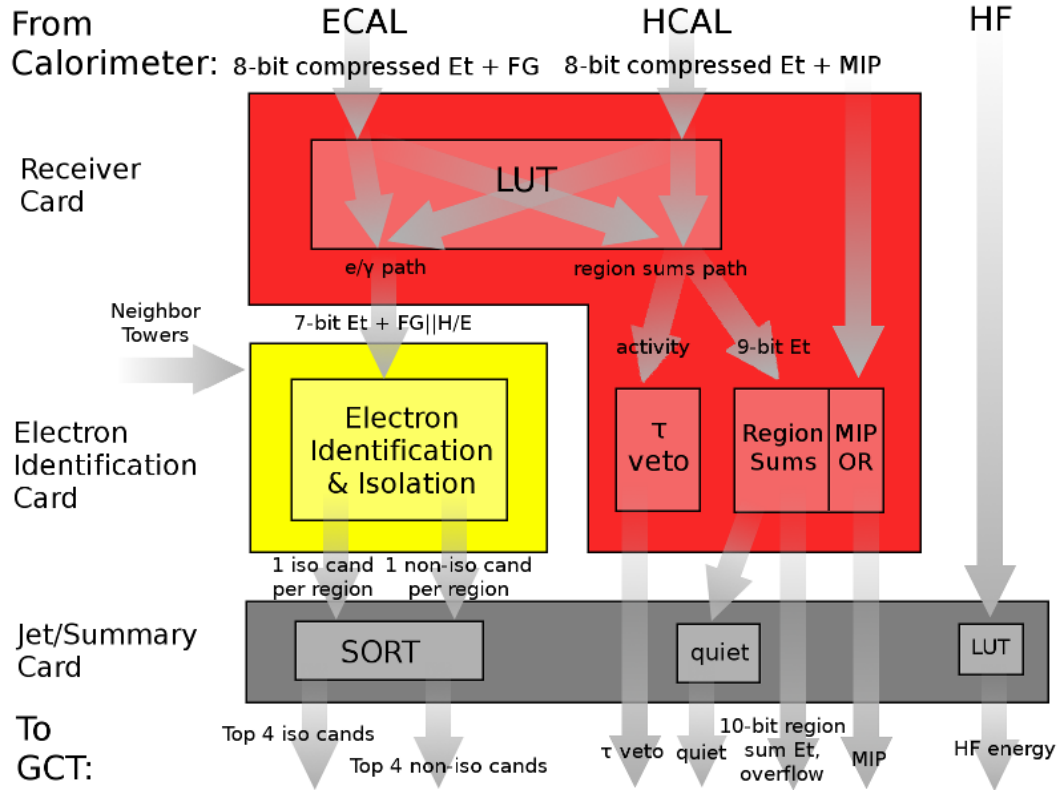 From
Calorimeter:
ECAL
HCAL
HF
8-bit compressed Et + FG
8-bit compressed Et + MIP
Receiver
Card
LUT
e/γ path
region sums path
Neighbor
Towers
7-bit Et + FG||H/E
activity
9-bit Et
Electron
Identification
Card
Electron
Identification
& Isolation
τ
veto
Region
Sums
MIP
OR
1 iso cand
per region
1 non-iso cand
per region
Jet/Summary
Card
SORT
quiet
LUT
To
GCT:
Top 4 iso cands
Top 4 non-iso cands
τ veto
quiet
10-bit region
sum Et,
overflow
MIP
HF energy